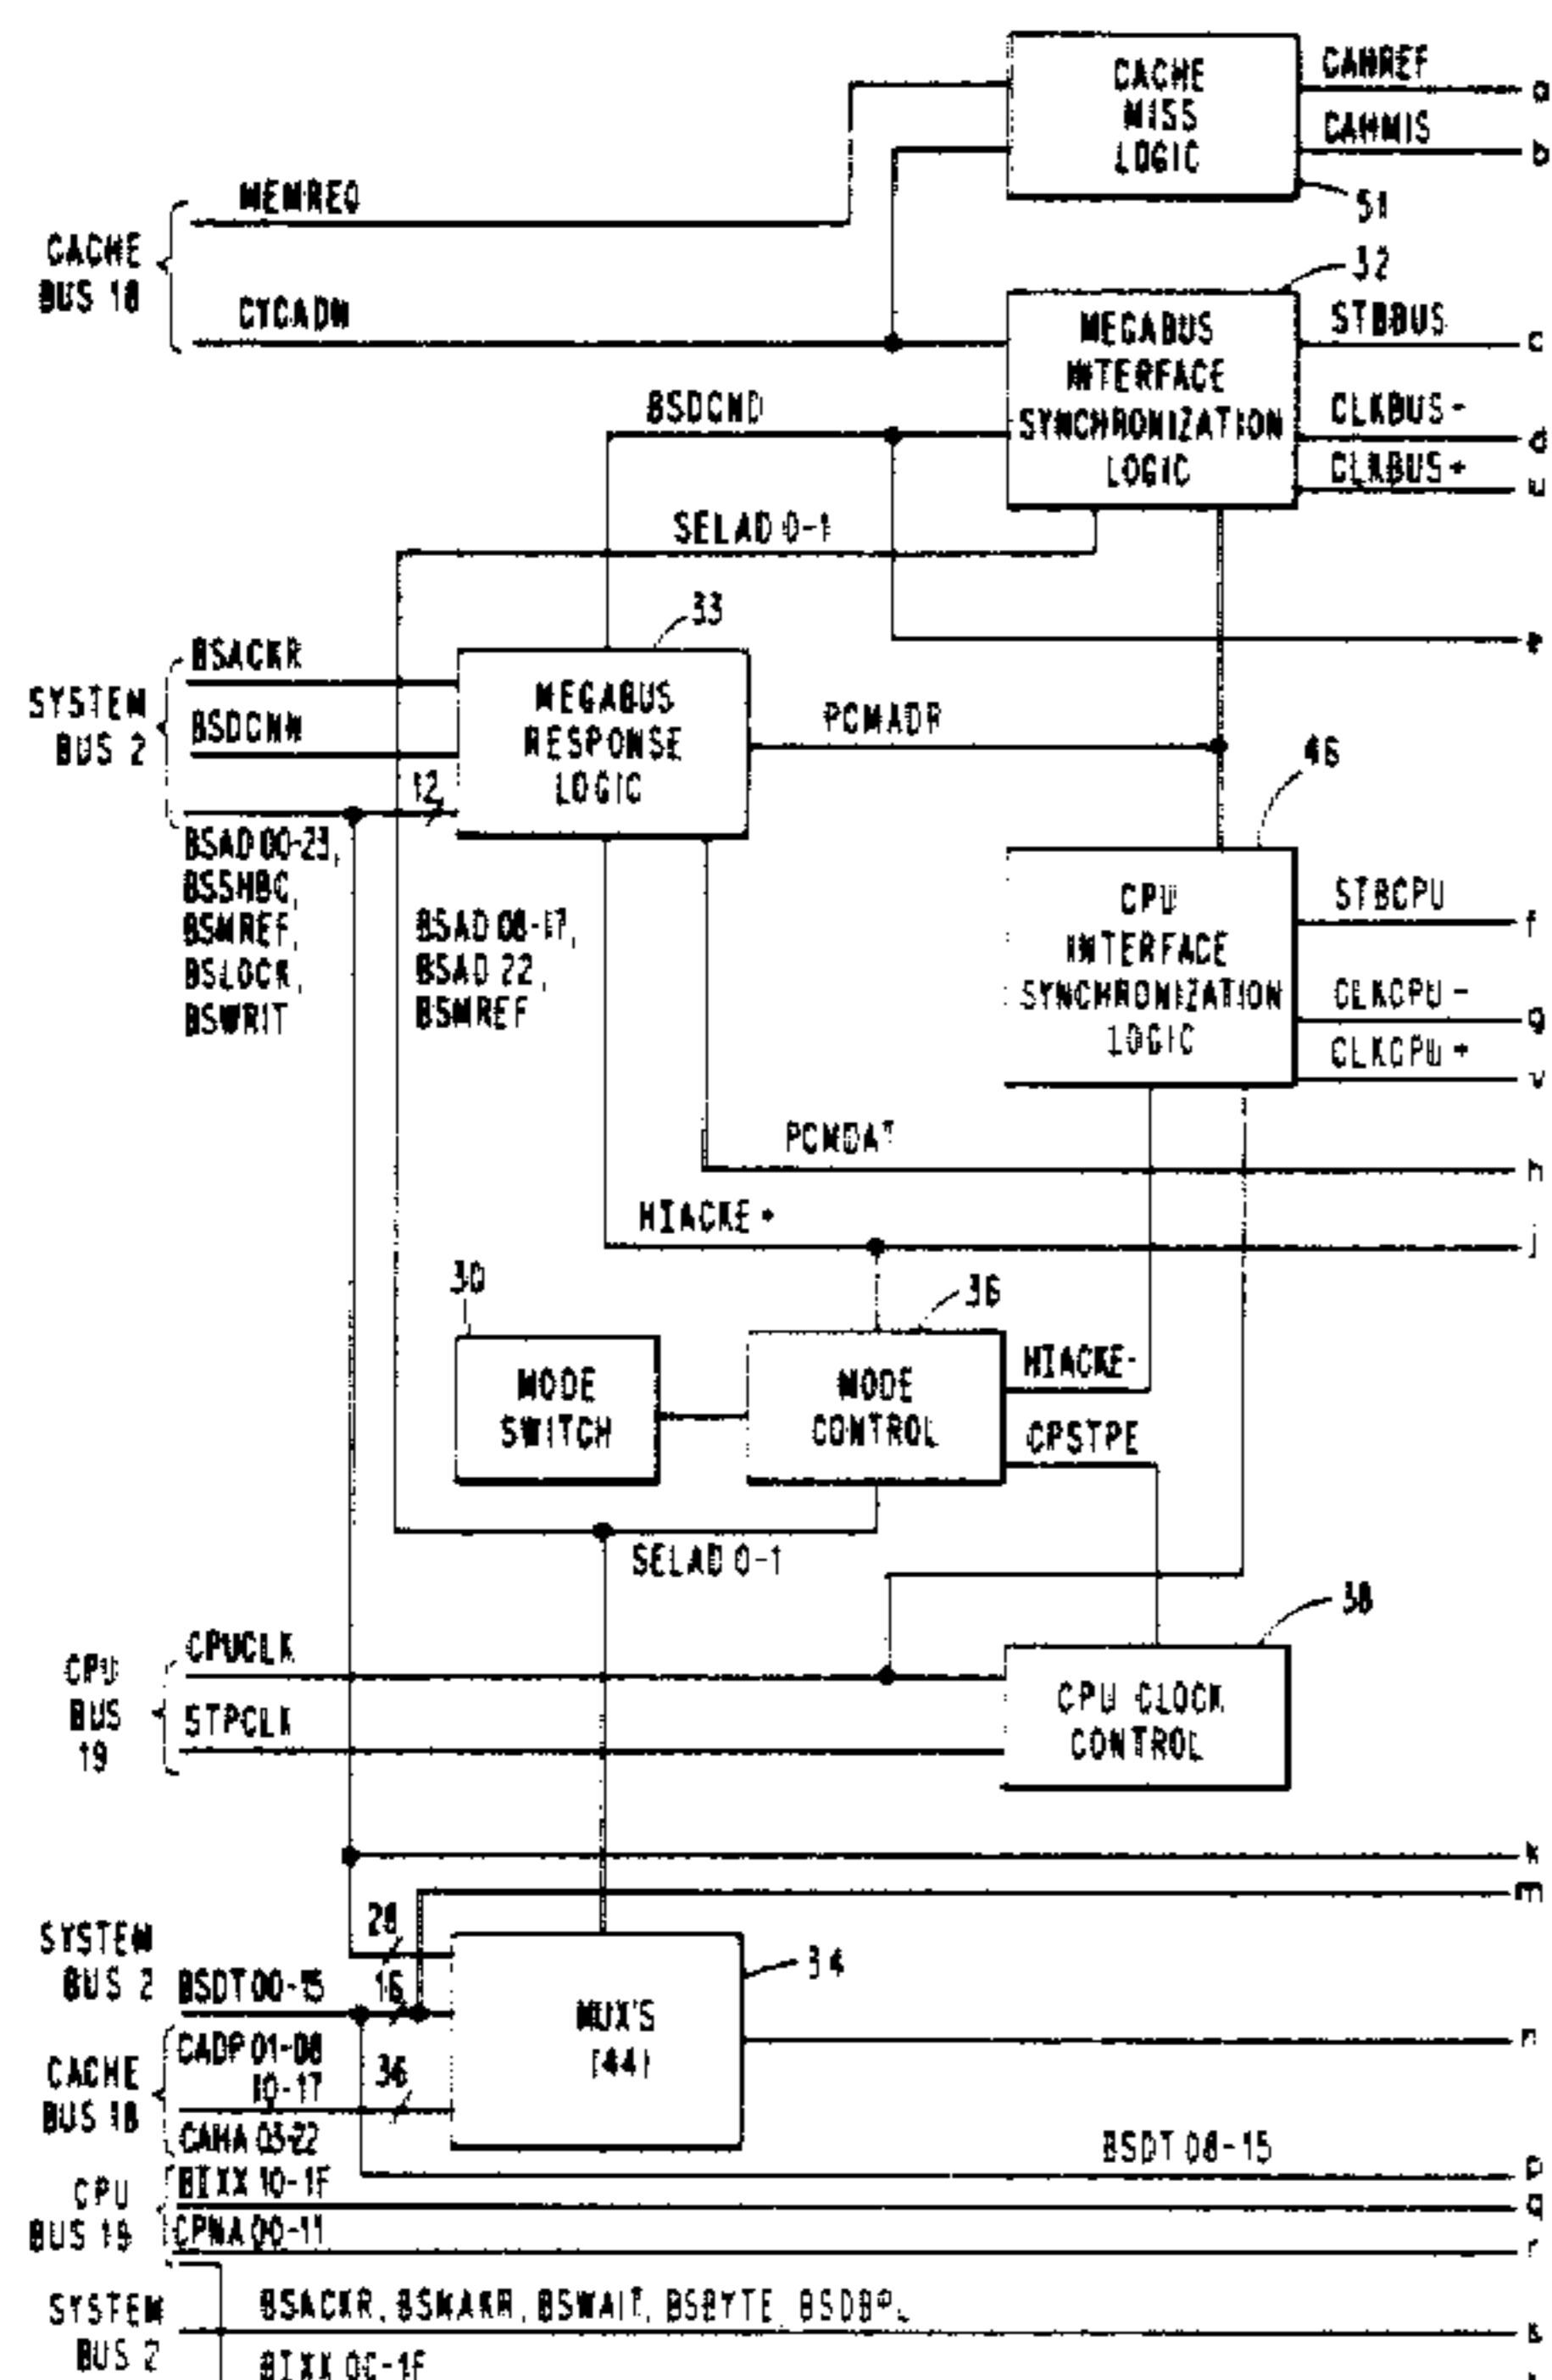 CACHE
MISS
LOGIC
CAHREF
a
CAHMIS
b
51
CACHE
BUS 18
MEMREQ
CYCADN
32
MEGABUS
INTERFACE
SYNCHRONIZATION
LOGIC
STBBUS
c
CLKBUS-
d
CLKBUS+
u
BSDCND
SELAD 0-1
e
33
SYSTEM
BUS 2
BSACKR
BSDCNW
MEGABUS
RESPONSE
LOGIC
PCMADR
12
BSAD 00-23,
BSSHBC,
BSMREF,
BSLOCK,
BSWRIT
BSAD 08-17,
BSAD 22,
BSMREF
46
CPU
INTERFACE
SYNCHRONIZATION
LOGIC
STBCPU
f
CLKCPU-
g
CLKCPU+
v
PCMDAT
h
HIACKE+
j
30
MODE
SWITCH
36
MODE
CONTROL
HIACKE-
CPSTPE
SELAD 0-1
38
CPU
BUS
19
CPUCLK
STPCLK
CPU CLOCK
CONTROL
k
m
SYSTEM
BUS 2
28
BSDT 00-15
16
34
MUX'S
(44)
n
CACHE
BUS 18
CADP 01-08
10-17
36
CAHA 03-22
BSDT 08-15
p
CPU
BUS 19
BIXX 10-1F
q
CPNA 00-11
r
SYSTEM
BUS 2
BSACKR, BSNAKR, BSWAIT, BSBYTE, BSDBPL
s
BIXX 0C-1F